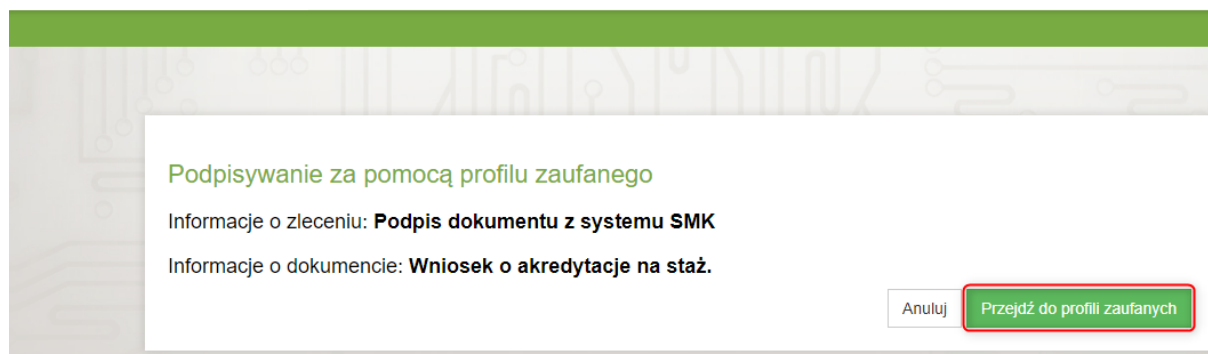 Podpisywanie za pomocą profilu zaufanego
Informacje o zleceniu: Podpis dokumentu z systemu SMK
Informacje o dokumencie: Wniosek o akredytacje na staż.
Anuluj Przejdź do profili zaufanych